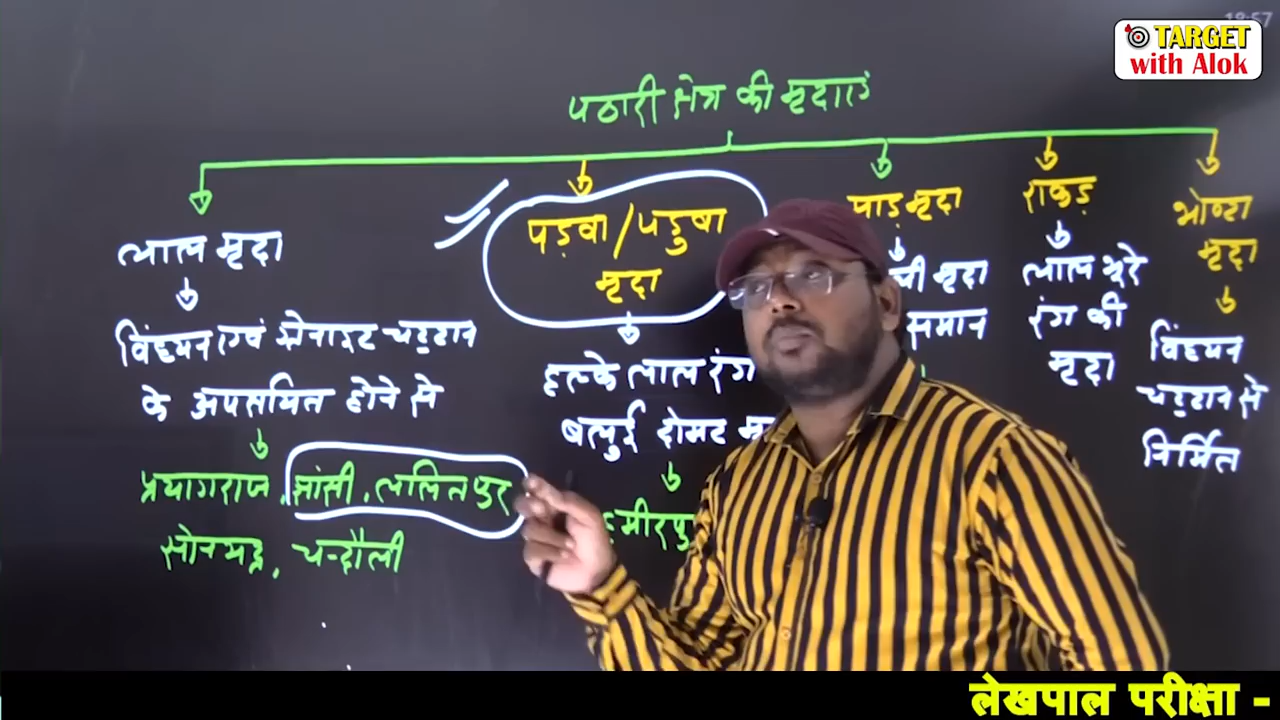 TARGET
with Alok
पठारी क्षेत्र की मृदाएं
लाल मृदा
विंध्यन एवं ग्रेनाइट चट्टान
के अपक्षयित होने से
प्रयागराज, झांसी, ललितपुर
सोनभद्र, चन्दौली
पड़वा/पडुवा
मृदा
हल्के लाल रंग
बलुई दोमट
पाड़ मृदा
मृदा
समान
राकड़
लाल भूरे
रंग की
मृदा
भोण्टा
मृदा
विंध्यन
चट्टान से
निर्मित
लेखपाल परीक्षा -